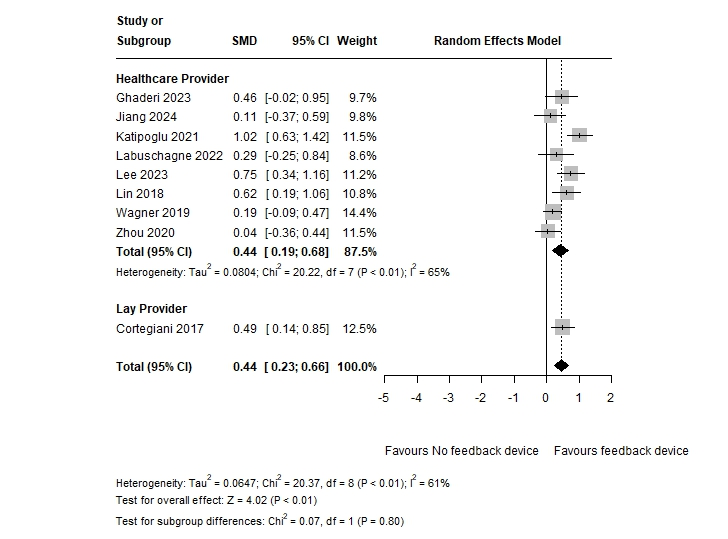 Study or
Subgroup SMD 95% CI Weight Random Effects Model
Healthcare Provider
Ghaderi 2023 0.46 [-0.02; 0.95] 9.7%
Jiang 2024 0.11 [-0.37; 0.59] 9.8%
Katipoglu 2021 1.02 [ 0.63; 1.42] 11.5%
Labuschagne 2022 0.29 [-0.25; 0.84] 8.6%
Lee 2023 0.75 [ 0.34; 1.16] 11.2%
Lin 2018 0.62 [ 0.19; 1.06] 10.8%
Wagner 2019 0.19 [-0.09; 0.47] 14.4%
Zhou 2020 0.04 [-0.36; 0.44] 11.5%
Total (95% CI) 0.44 [ 0.19; 0.68] 87.5%
Heterogeneity: Tau² = 0.0804; Chi² = 20.22, df = 7 (P < 0.01); I² = 65%
Lay Provider
Cortegiani 2017 0.49 [ 0.14; 0.85] 12.5%
Total (95% CI) 0.44 [ 0.23; 0.66] 100.0%
-5 -4 -3 -2 -1 0 1 2
Favours No feedback device Favours feedback device
Heterogeneity: Tau² = 0.0647; Chi² = 20.37, df = 8 (P < 0.01); I² = 61%
Test for overall effect: Z = 4.02 (P < 0.01)
Test for subgroup differences: Chi² = 0.07, df = 1 (P = 0.80)